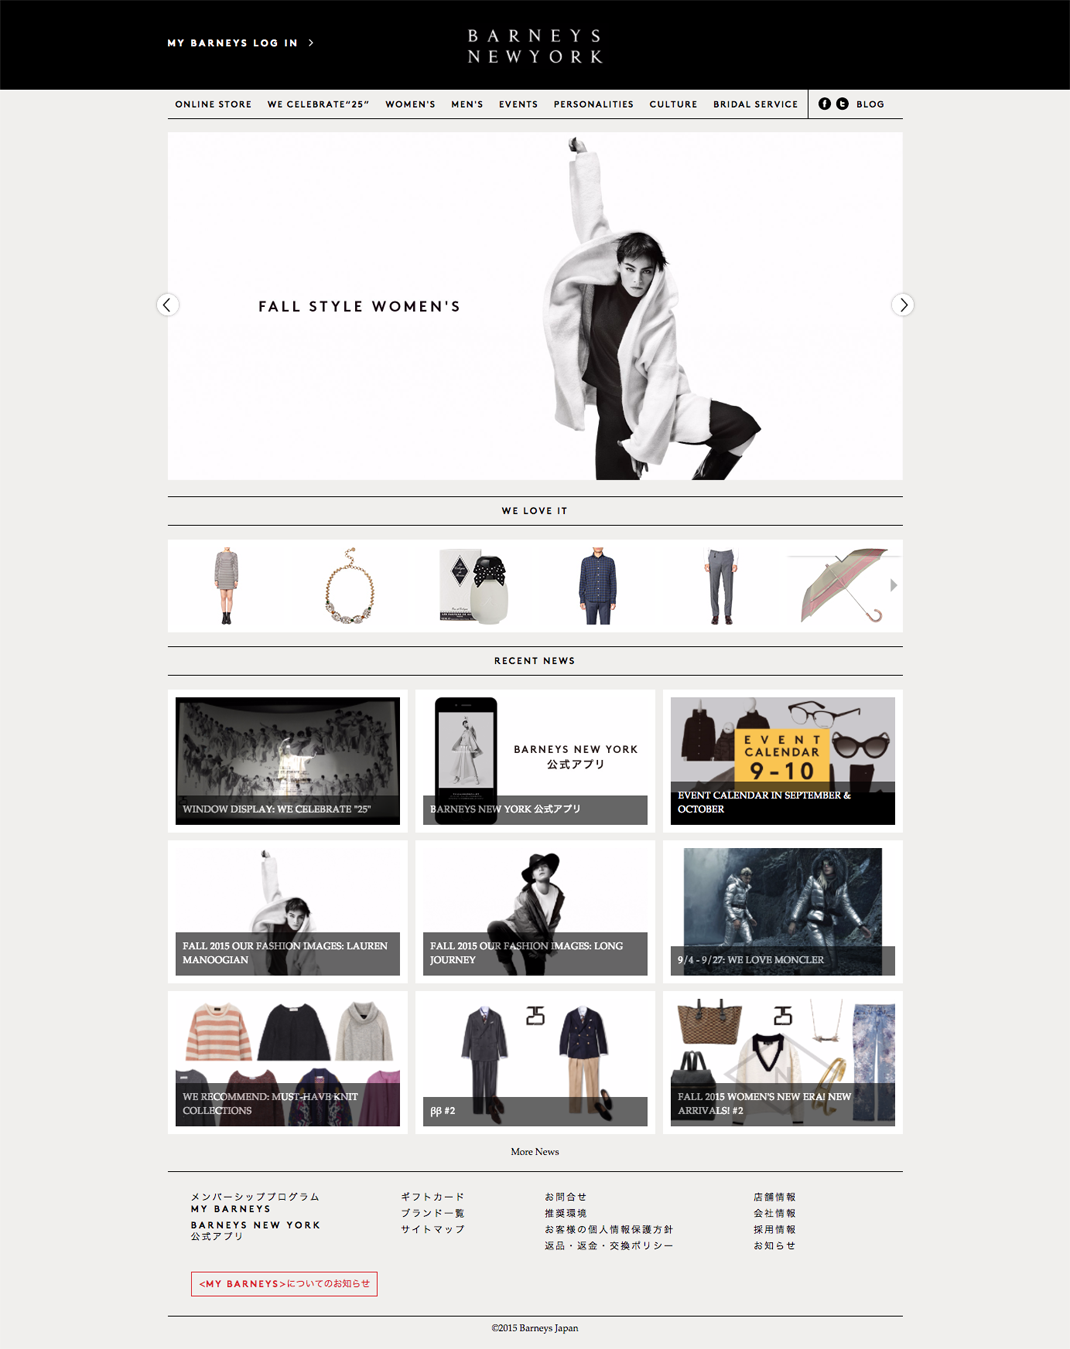 MY BARNEYS LOG IN >
BARNEYS
NEWYORK
ONLINE STORE WE CELEBRATE“25” WOMEN'S MEN'S EVENTS PERSONALITIES CULTURE BRIDAL SERVICE BLOG
FALL STYLE WOMEN'S
WE LOVE IT
RECENT NEWS
WINDOW DISPLAY: WE CELEBRATE "25"
BARNEYS NEW YORK
公式アプリ
BARNEYS NEW YORK 公式アプリ
EVENT
CALENDAR
9-10
EVENT CALENDAR IN SEPTEMBER &
OCTOBER
FALL 2015 OUR FASHION IMAGES: LAUREN
MANOOGIAN
FALL 2015 OUR FASHION IMAGES: LONG
JOURNEY
9/4 - 9/27: WE LOVE MONCLER
WE RECOMMEND: MUST-HAVE KNIT
COLLECTIONS
25
ββ #2
25
FALL 2015 WOMEN'S NEW ERA! NEW
ARRIVALS! #2
More News
メンバーシッププログラム
MY BARNEYS
BARNEYS NEW YORK
公式アプリ
ギフトカード
ブランド一覧
サイトマップ
お問合せ
推奨環境
お客様の個人情報保護方針
返品・返金・交換ポリシー
店舗情報
会社情報
採用情報
お知らせ
<MY BARNEYS>についてのお知らせ
©2015 Barneys Japan